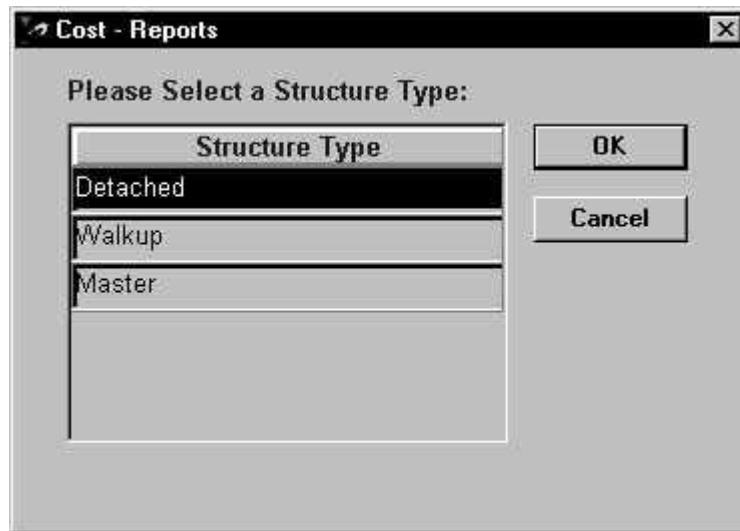 Cost - Reports
Please Select a Structure Type:
Structure Type
Detached
Walkup
Master
OK
Cancel